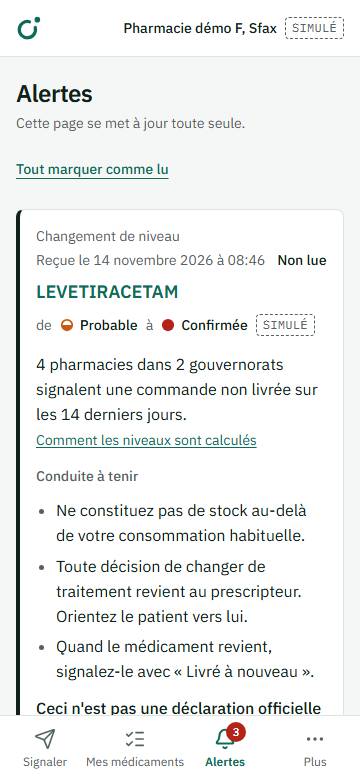 Pharmacie démo F, Sfax SIMULÉ
Alertes
Cette page se met à jour toute seule.
Tout marquer comme lu
Changement de niveau
Reçue le 14 novembre 2026 à 08:46 Non lue
LEVETIRACETAM
de Probable à Confirmée SIMULÉ
4 pharmacies dans 2 gouvernorats
signalent une commande non livrée sur
les 14 derniers jours.
Comment les niveaux sont calculés
Conduite à tenir
• Ne constituez pas de stock au-delà
de votre consommation habituelle.
• Toute décision de changer de
traitement revient au prescripteur.
Orientez le patient vers lui.
• Quand le médicament revient,
signalez-le avec « Livré à nouveau ».
Ceci n'est pas une déclaration officielle
3
Signaler Mes médicaments Alertes Plus